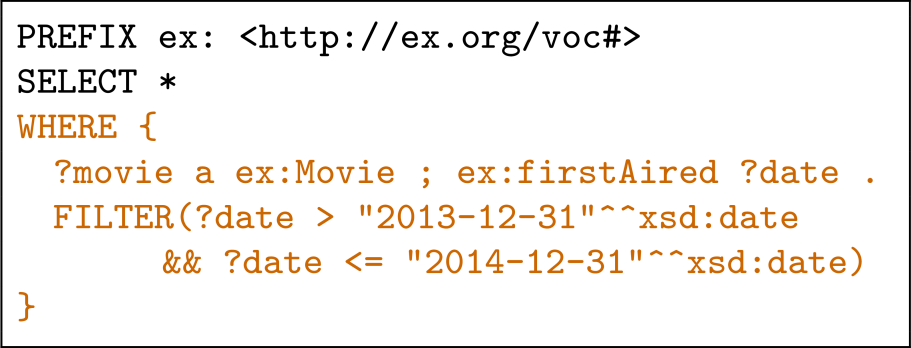 PREFIX ex: <http://ex.org/voc#>
SELECT *
WHERE {
  ?movie a ex:Movie ; ex:firstAired ?date .
  FILTER(?date > "2013-12-31"^^xsd:date
       && ?date <= "2014-12-31"^^xsd:date)
}